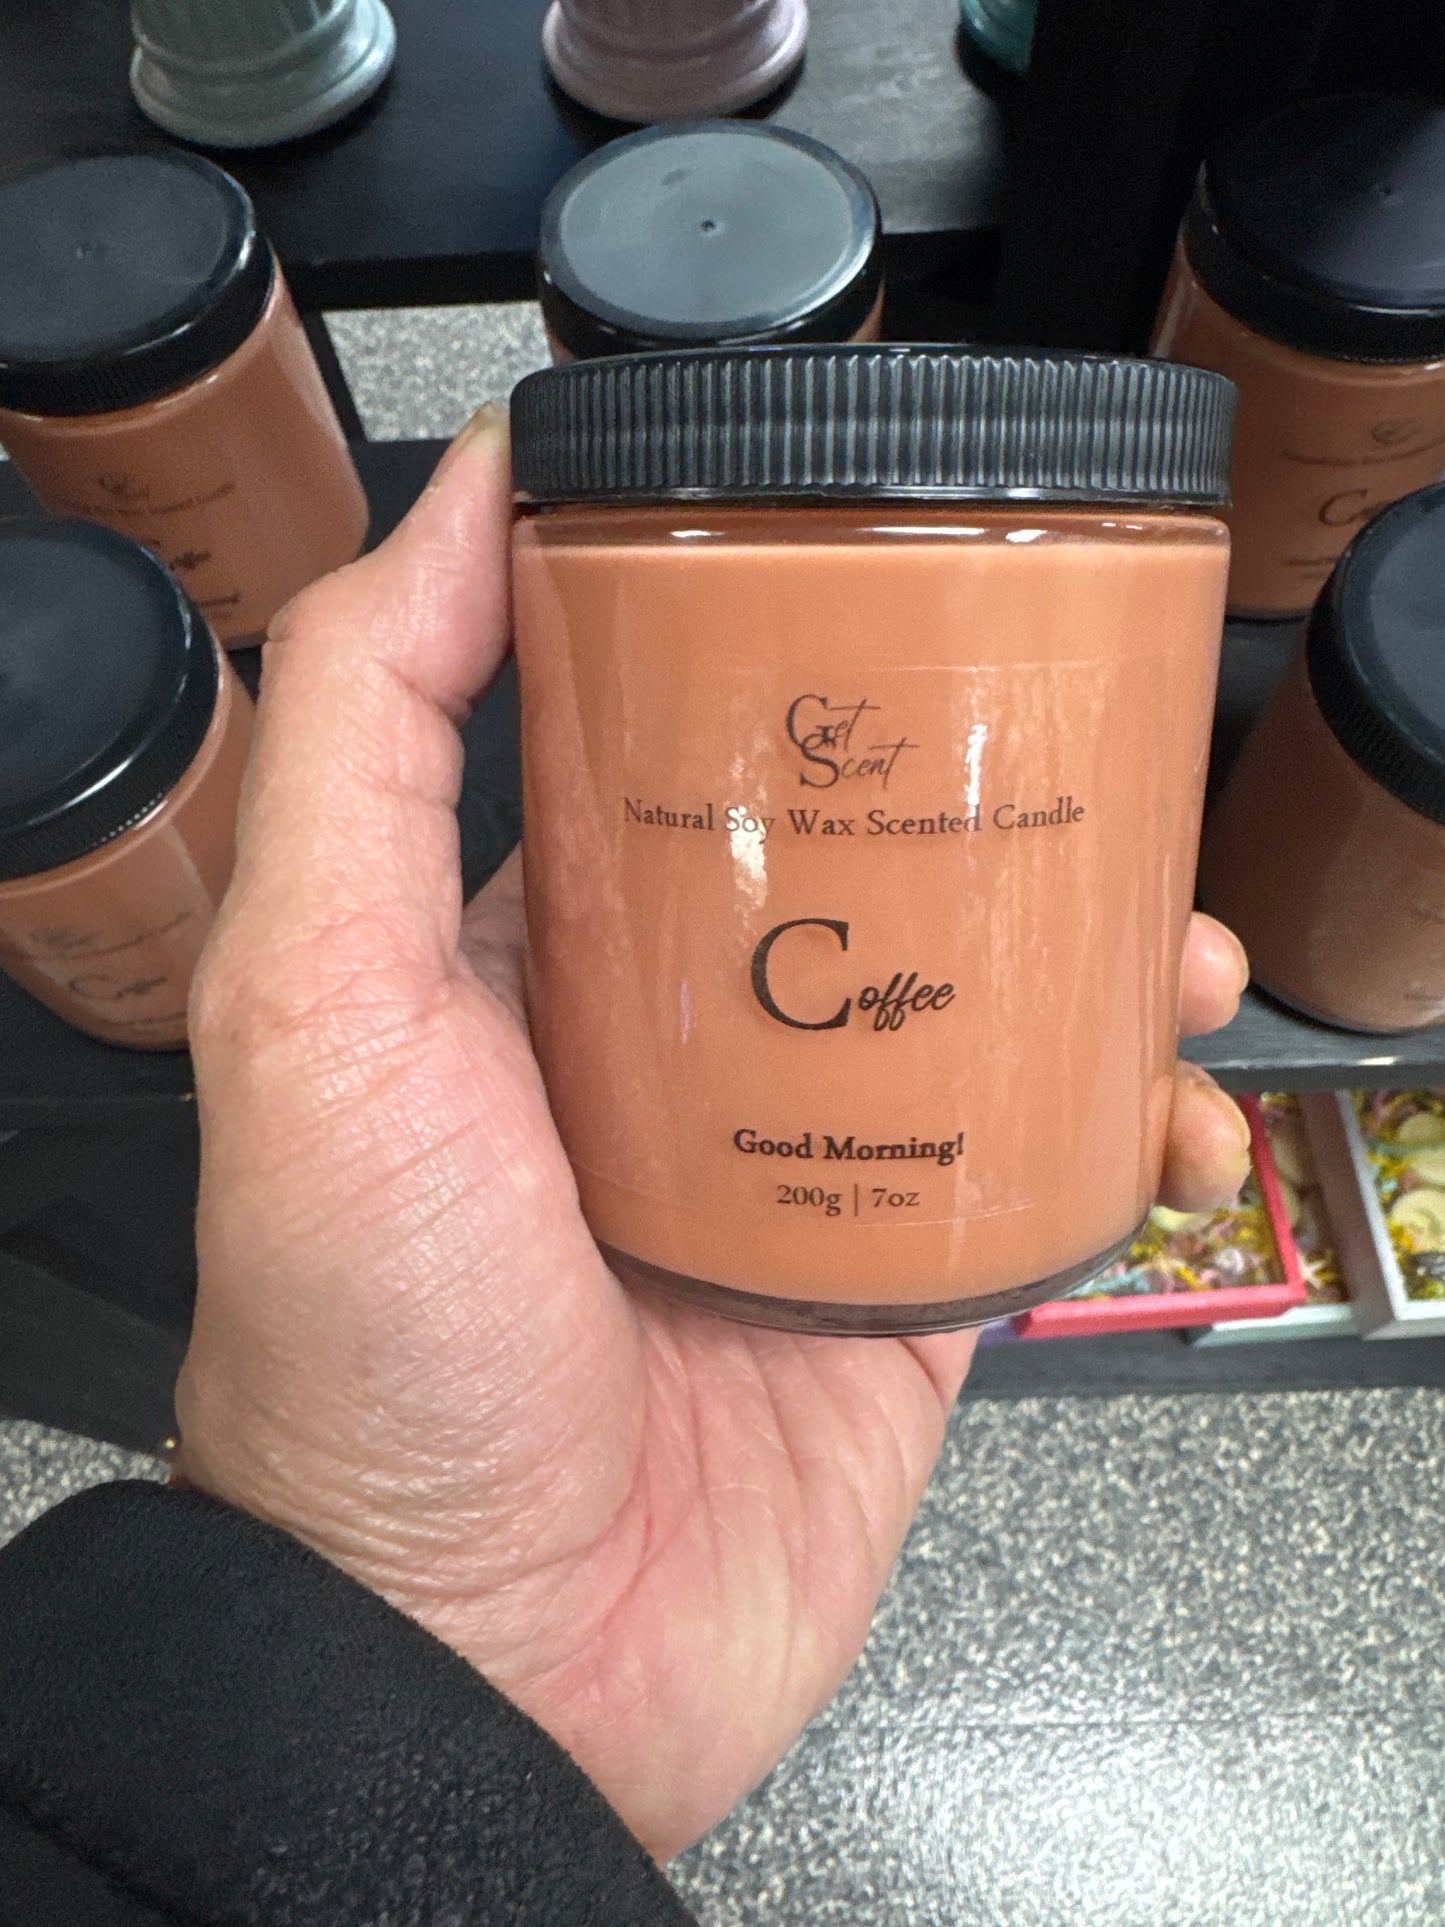 Get
Scent
Natural Soy Wax Scented Candle
Coffee
Good Morning!
200g | 7oz